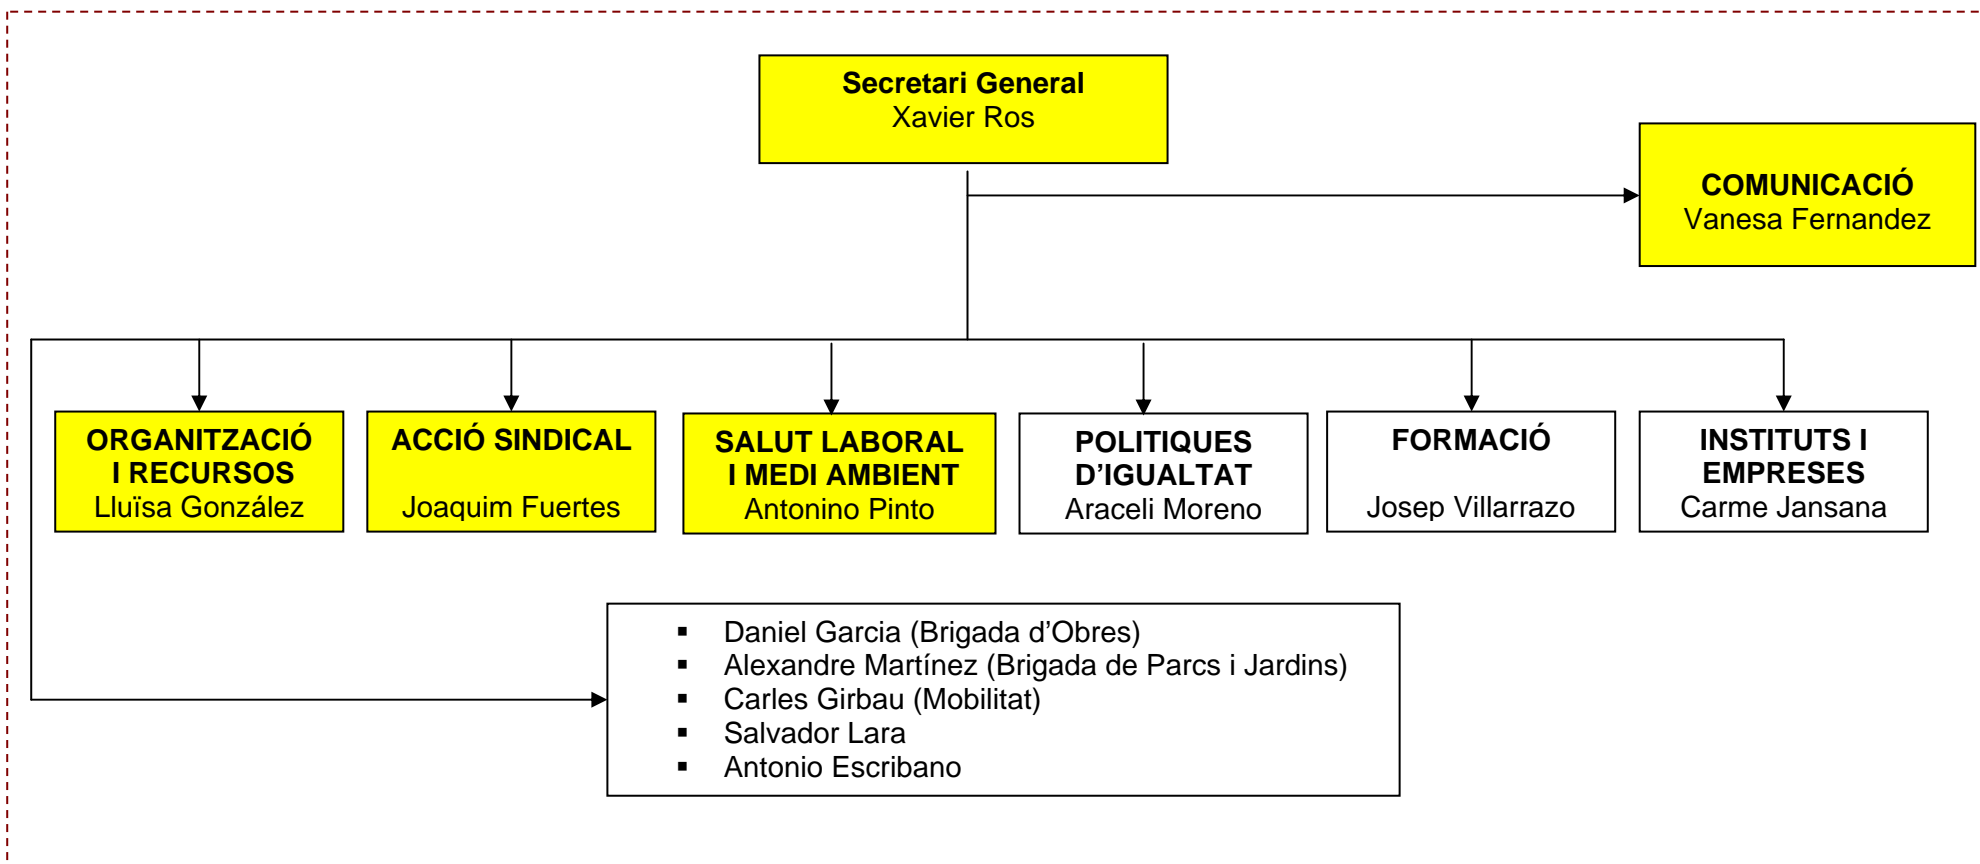 Secretari General
Xavier Ros
COMUNICACIÓ
Vanesa Fernandez
ORGANITZACIÓ
I RECURSOS
Lluïsa González
ACCIÓ SINDICAL
Joaquim Fuertes
SALUT LABORAL
I MEDI AMBIENT
Antonino Pinto
POLITIQUES
D’IGUALTAT
Araceli Moreno
FORMACIÓ
Josep Villarrazo
INSTITUTS I
EMPRESES
Carme Jansana
▪ Daniel Garcia (Brigada d’Obres)
▪ Alexandre Martínez (Brigada de Parcs i Jardins)
▪ Carles Girbau (Mobilitat)
▪ Salvador Lara
▪ Antonio Escribano